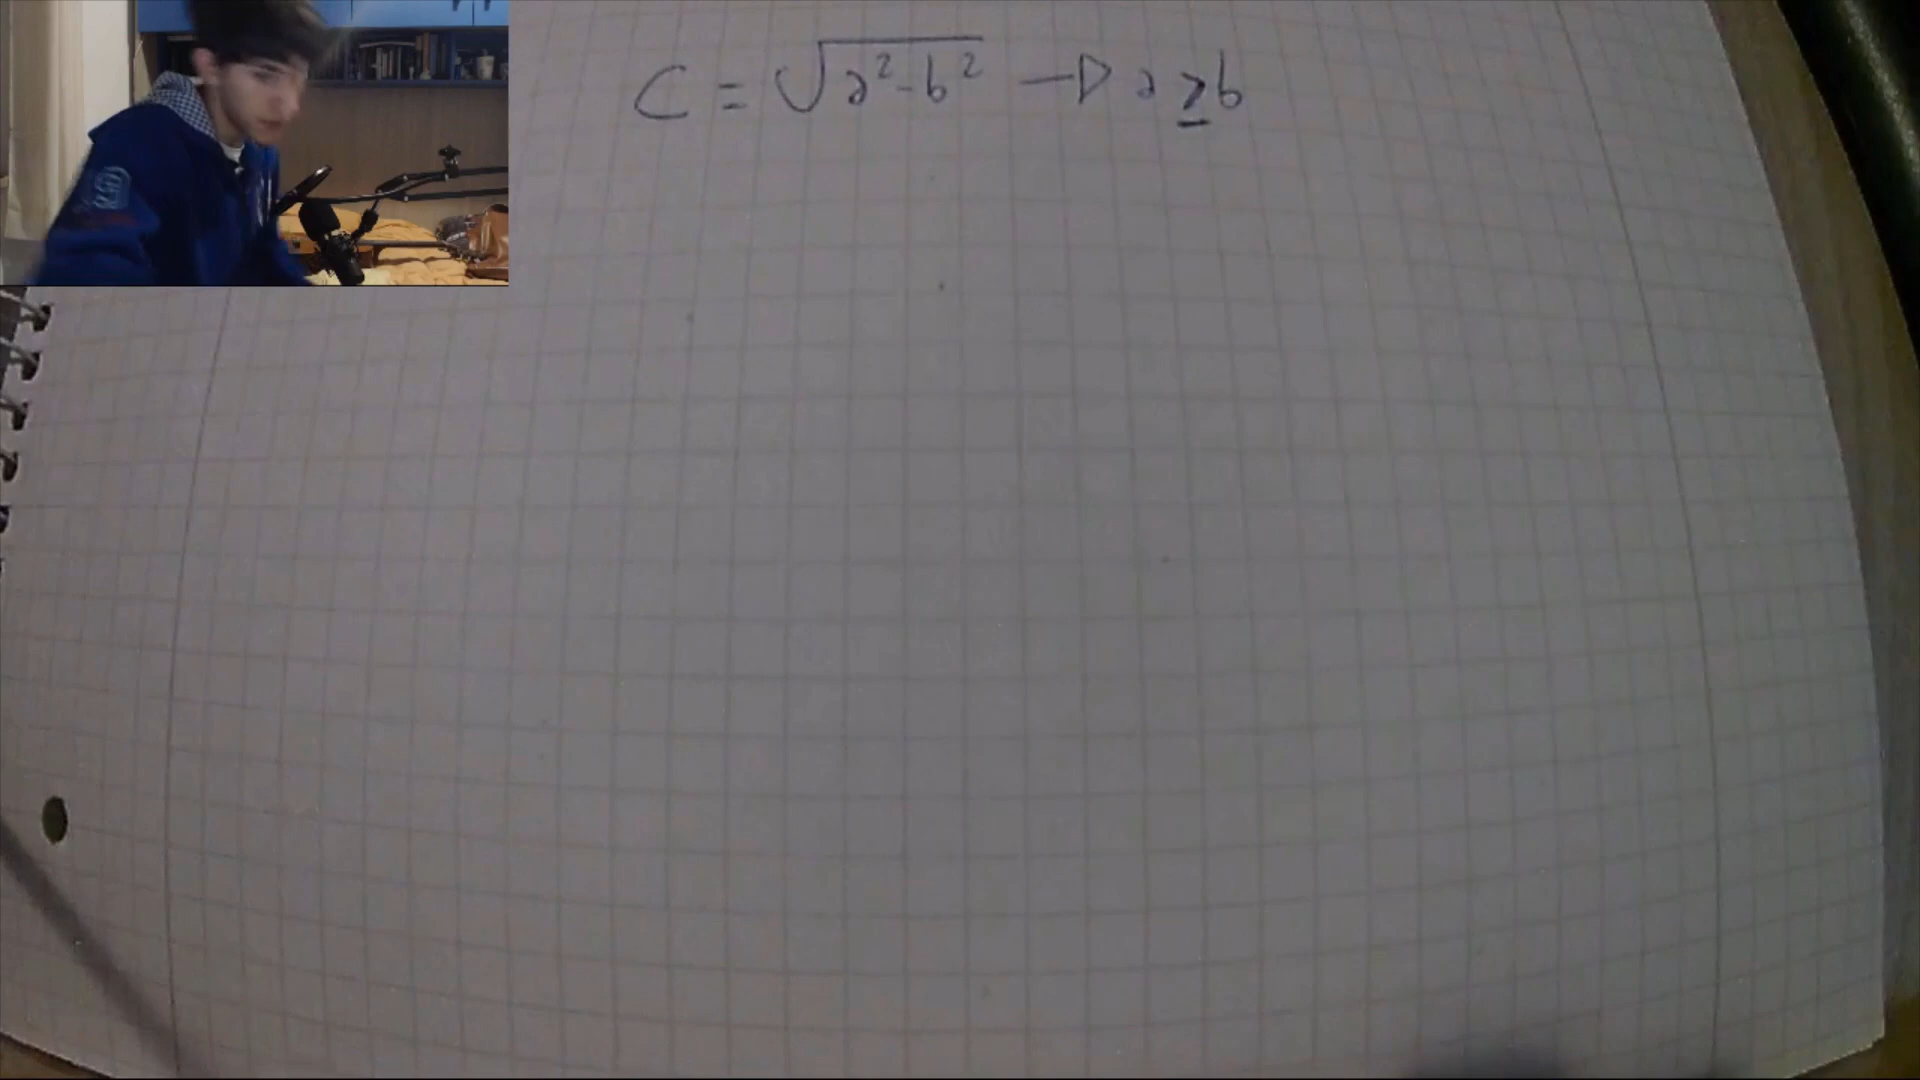 C = √a²-b² → a ≥ b